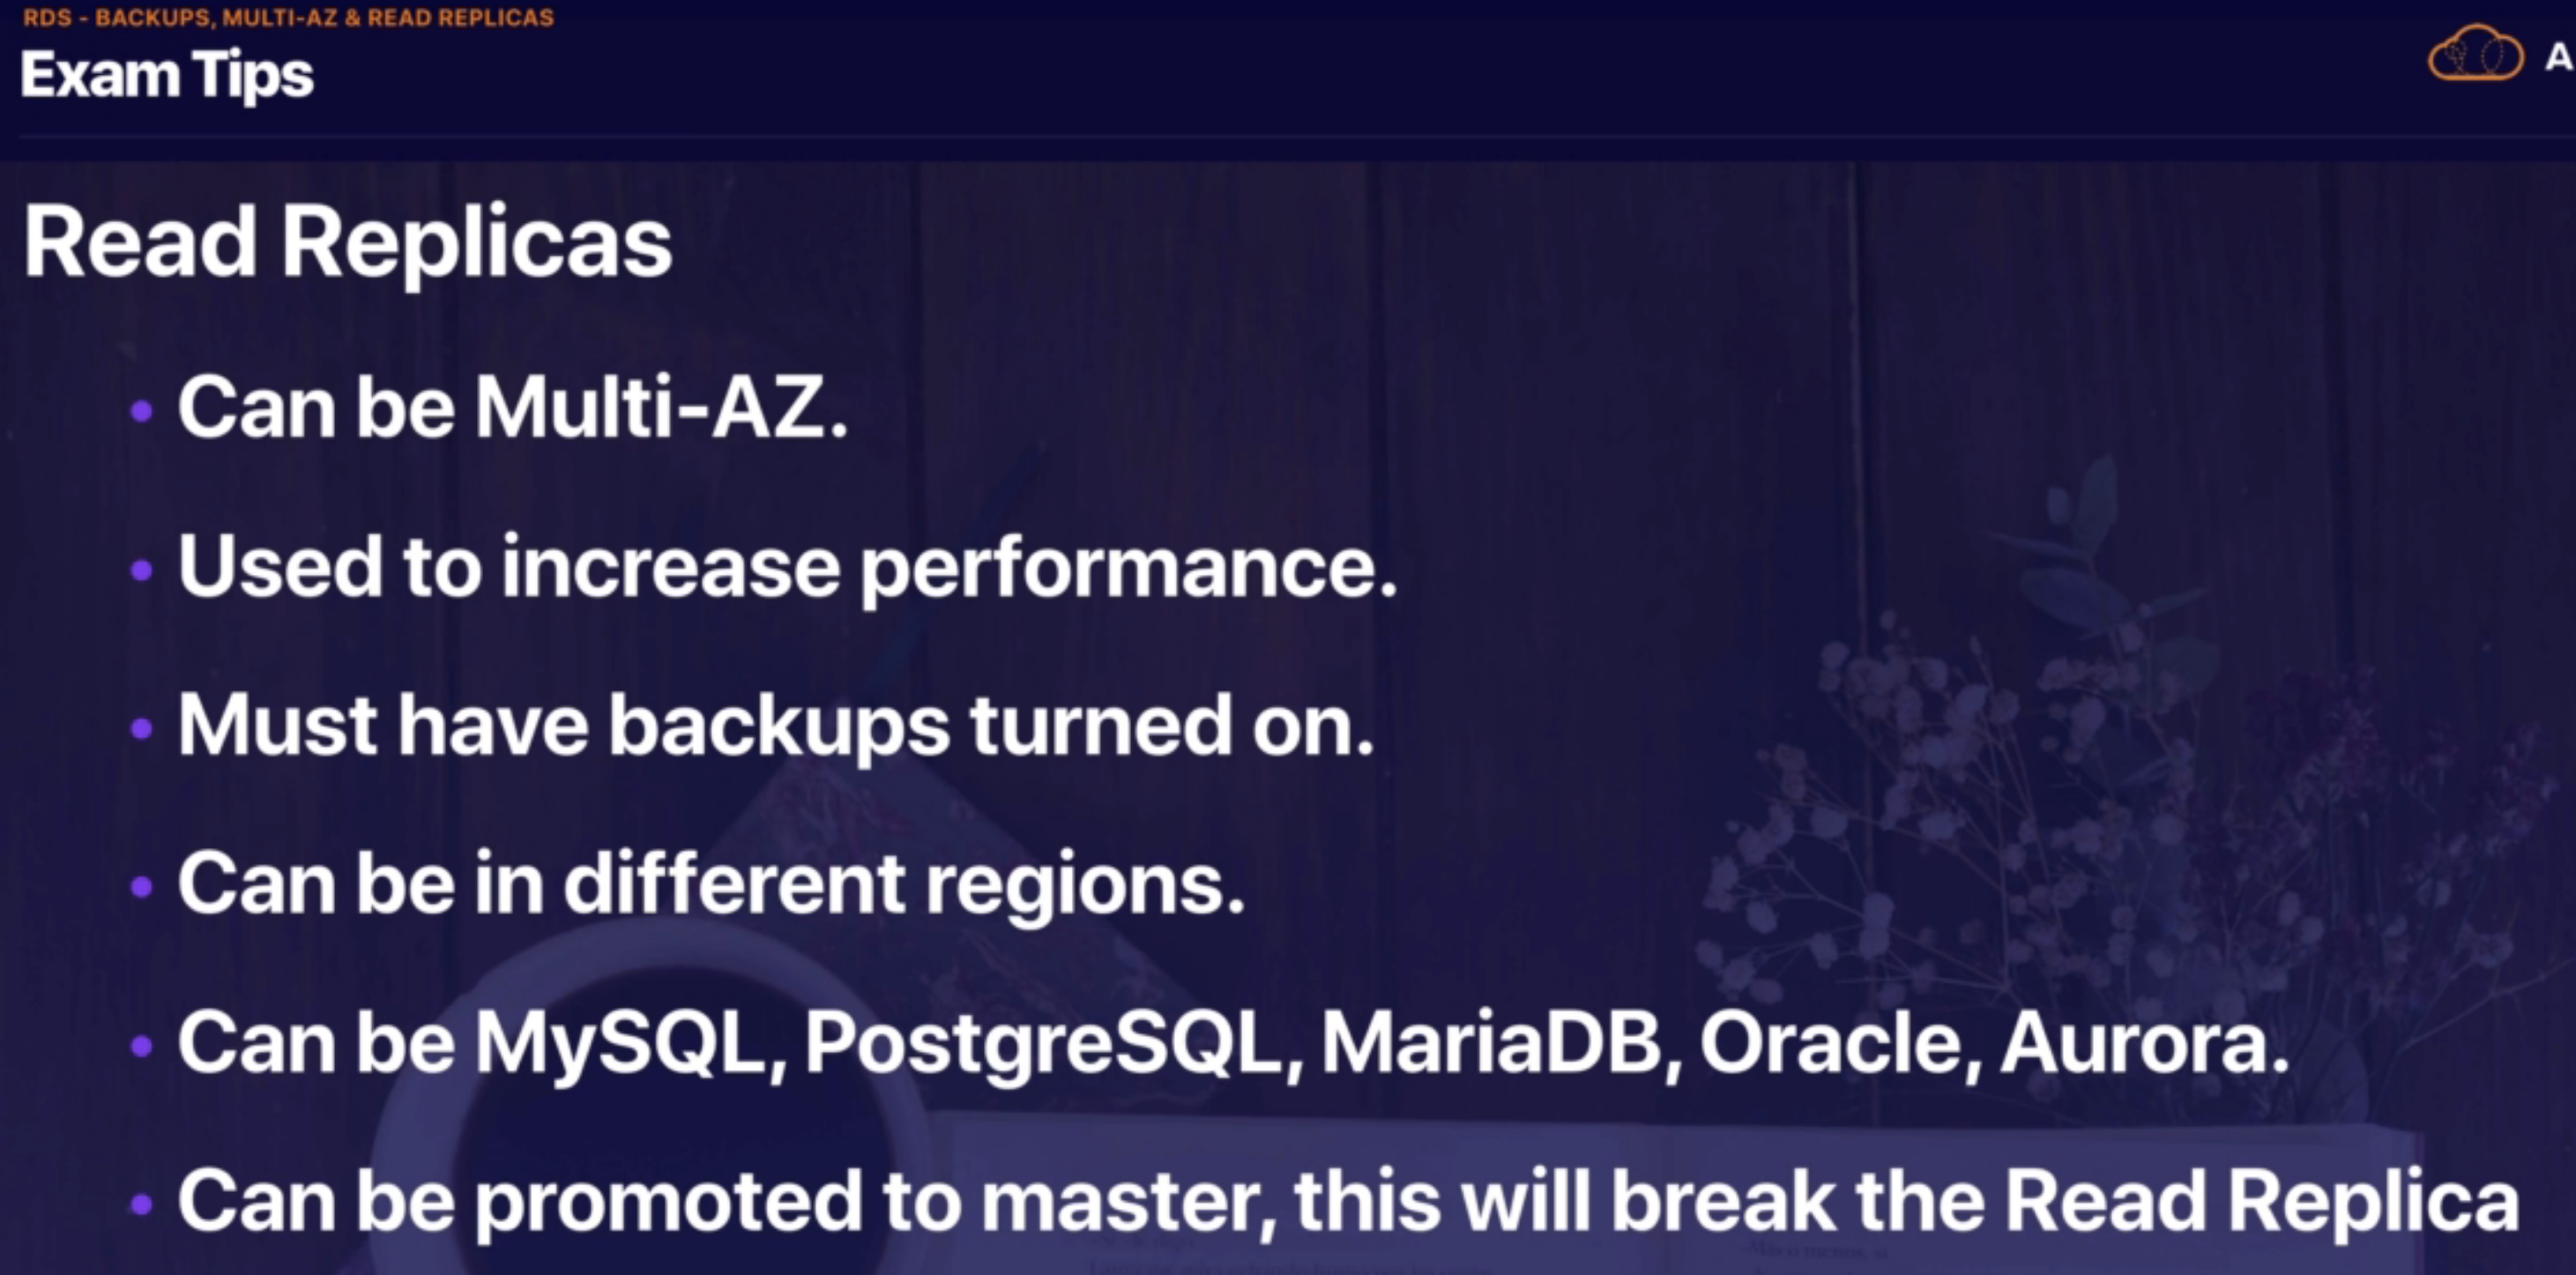 RDS - BACKUPS, MULTI-AZ & READ REPLICAS
Exam Tips
A
Read Replicas
• Can be Multi-AZ.
• Used to increase performance.
• Must have backups turned on.
• Can be in different regions.
• Can be MySQL, PostgreSQL, MariaDB, Oracle, Aurora.
• Can be promoted to master, this will break the Read Replica